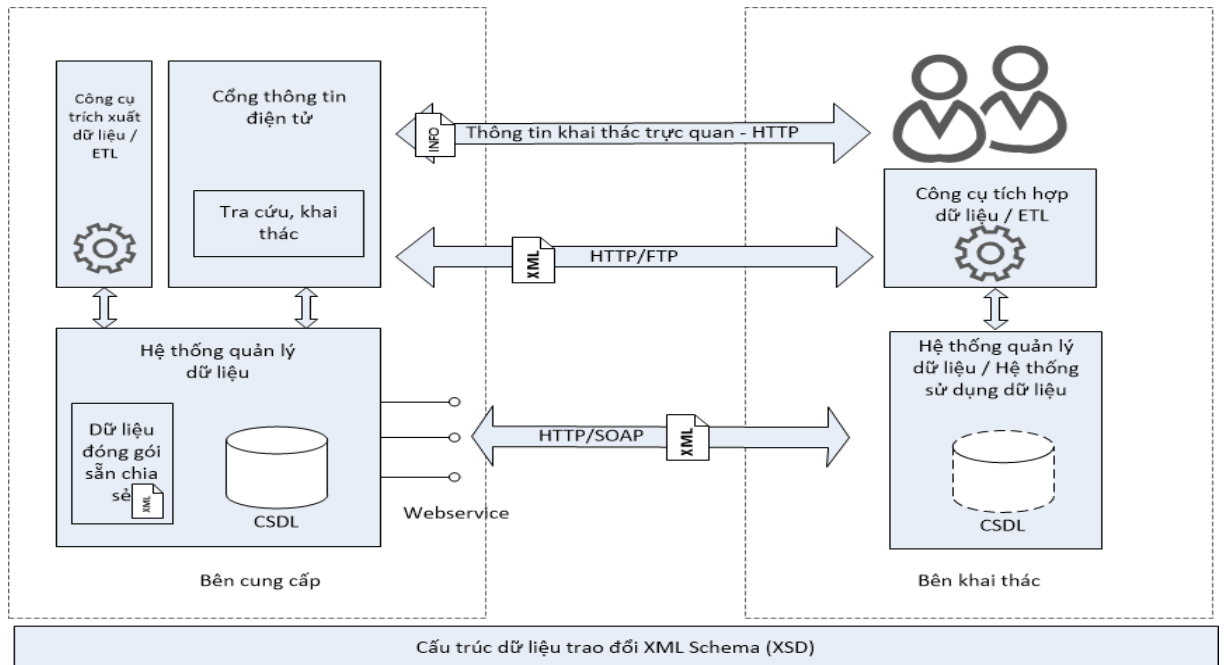 Công cụ
trích xuất
dữ liệu /
ETL
Cổng thông tin
điện tử
Tra cứu, khai
thác
INFO
Thông tin khai thác trực quan - HTTP
XML
HTTP/FTP
Công cụ tích hợp
dữ liệu / ETL
Hệ thống quản lý
dữ liệu
Dữ liệu
đóng gói
sẵn chia
sẻ
XML
CSDL
Webservice
HTTP/SOAP
XML
Hệ thống quản lý
dữ liệu / Hệ thống
sử dụng dữ liệu
CSDL
Bên cung cấp
Bên khai thác
Cấu trúc dữ liệu trao đổi XML Schema (XSD)